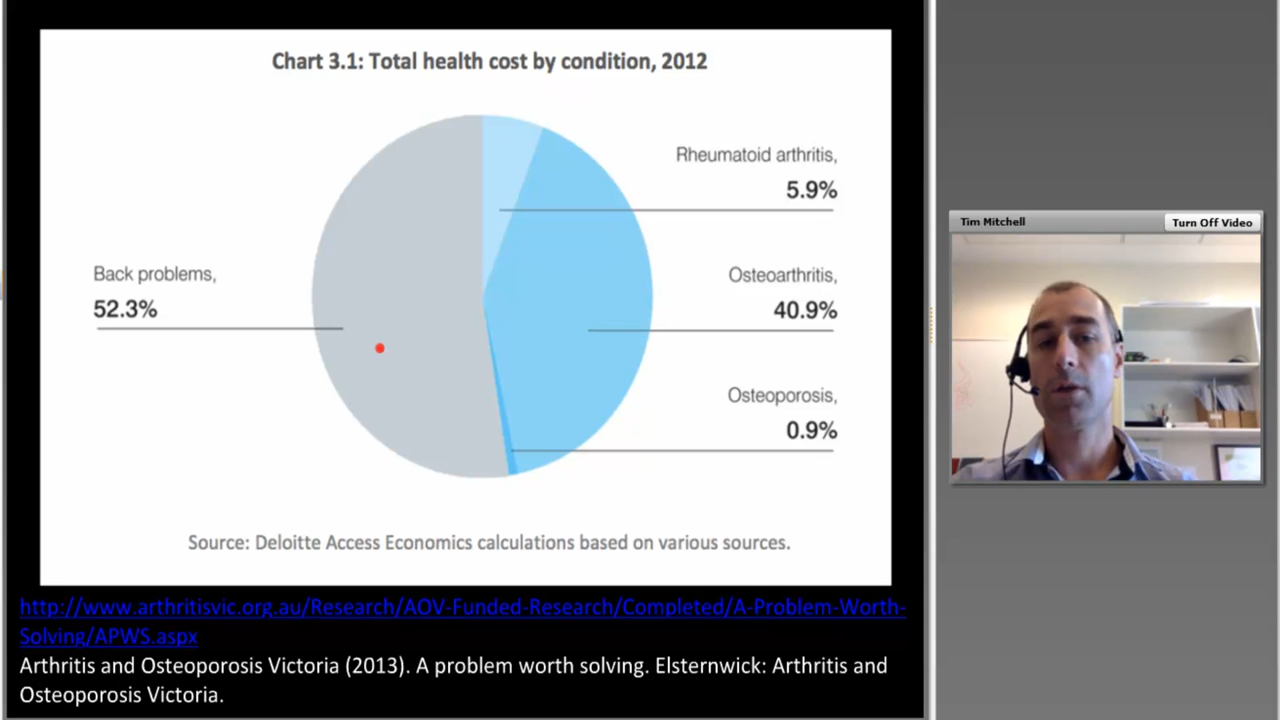 Chart 3.1: Total health cost by condition, 2012
Rheumatoid arthritis,
5.9%
Back problems,
52.3%
Osteoarthritis,
40.9%
Osteoporosis,
0.9%
Source: Deloitte Access Economics calculations based on various sources.
http://www.arthritisvic.org.au/Research/AOV-Funded-Research/Completed/A-Problem-Worth-
Solving/APWS.aspx
Arthritis and Osteoporosis Victoria (2013). A problem worth solving. Elsternwick: Arthritis and
Osteoporosis Victoria.
Tim Mitchell
Turn Off Video